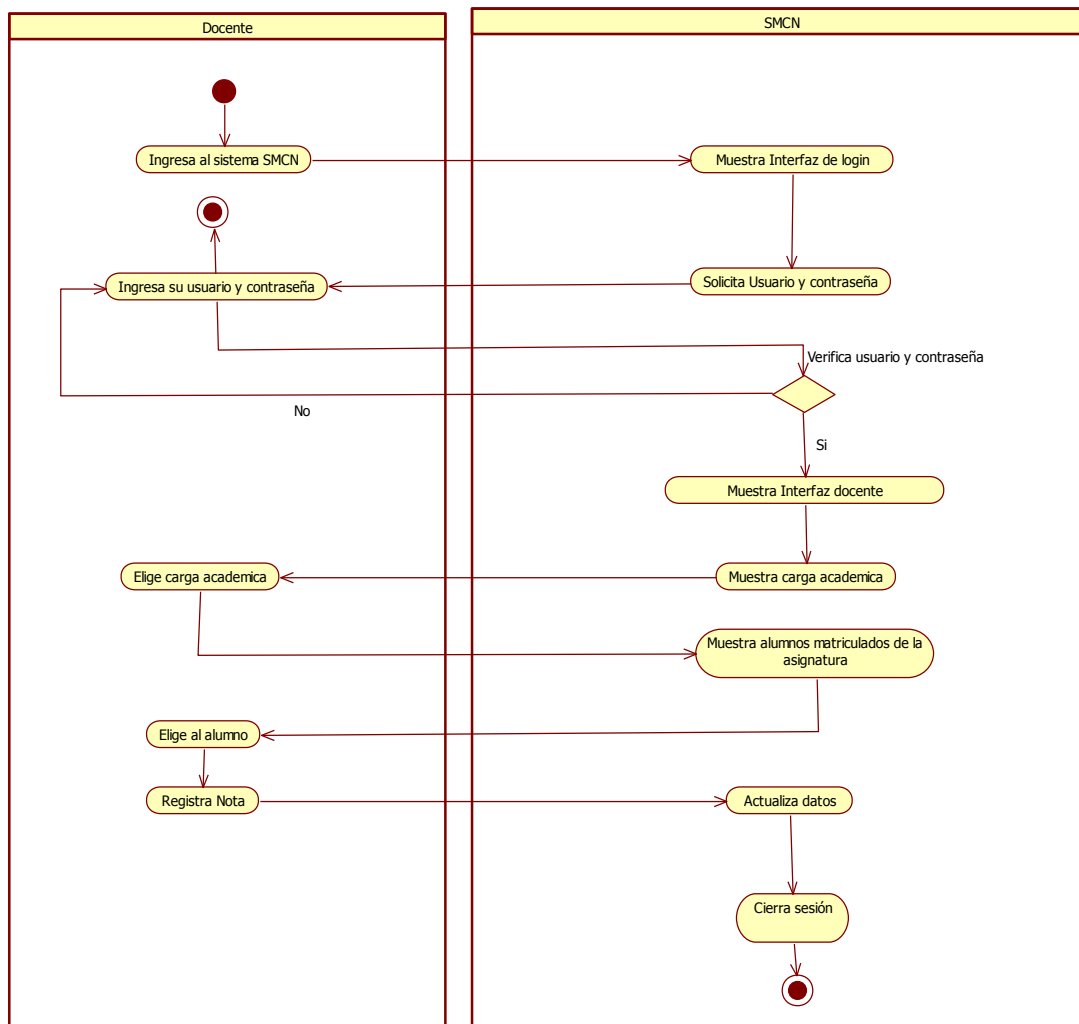 Docente
SMCN
Ingresa al sistema SMCN
Muestra Interfaz de login
Ingresa su usuario y contraseña
Solicita Usuario y contraseña
Verifica usuario y contraseña
No
Si
Muestra Interfaz docente
Elige carga academica
Muestra carga academica
Muestra alumnos matriculados de la
asignatura
Elige al alumno
Registra Nota
Actualiza datos
Cierra sesión